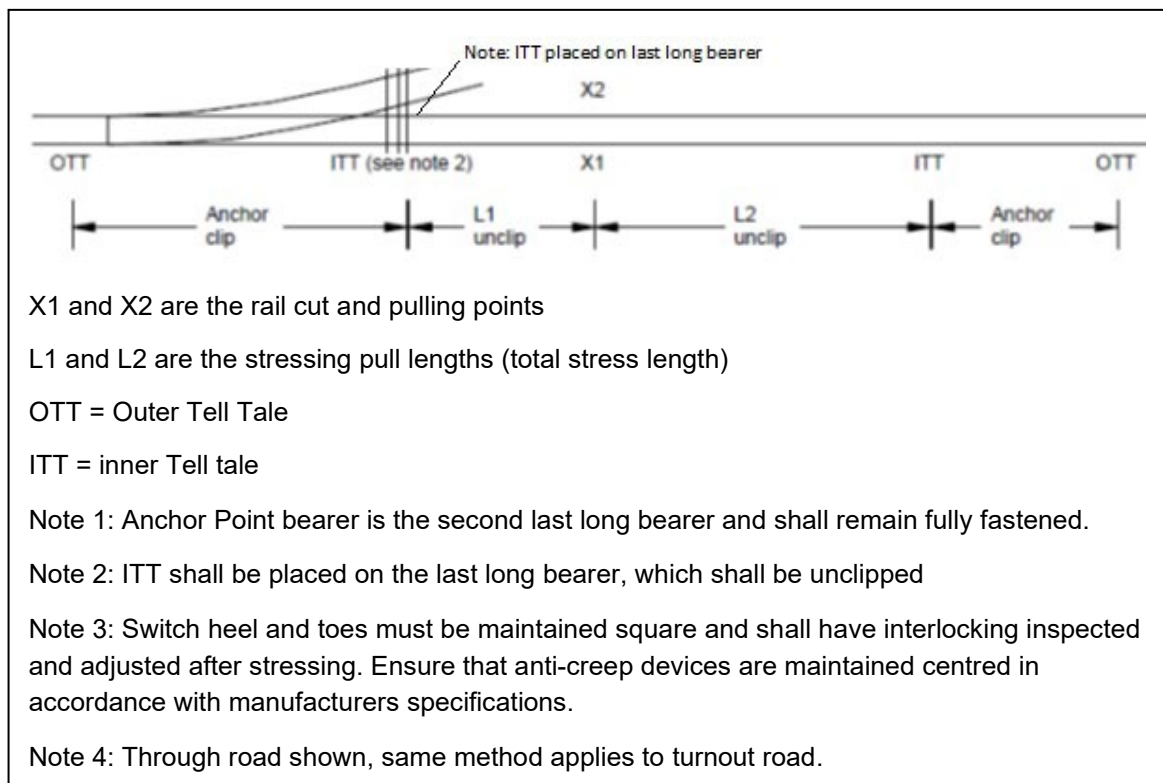 Note: ITT placed on last long bearer
X2
OTT
ITT (see note 2)
X1
ITT
OTT
Anchor
clip
L1
unclip
L2
unclip
Anchor
clip
X1 and X2 are the rail cut and pulling points
L1 and L2 are the stressing pull lengths (total stress length)
OTT = Outer Tell Tale
ITT = inner Tell tale
Note 1: Anchor Point bearer is the second last long bearer and shall remain fully fastened.
Note 2: ITT shall be placed on the last long bearer, which shall be unclipped
Note 3: Switch heel and toes must be maintained square and shall have interlocking inspected
and adjusted after stressing. Ensure that anti-creep devices are maintained centred in
accordance with manufacturers specifications.
Note 4: Through road shown, same method applies to turnout road.